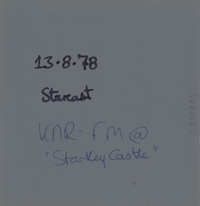 13·8·78
Starcast
KNR-FM @
"Starkey Castle"